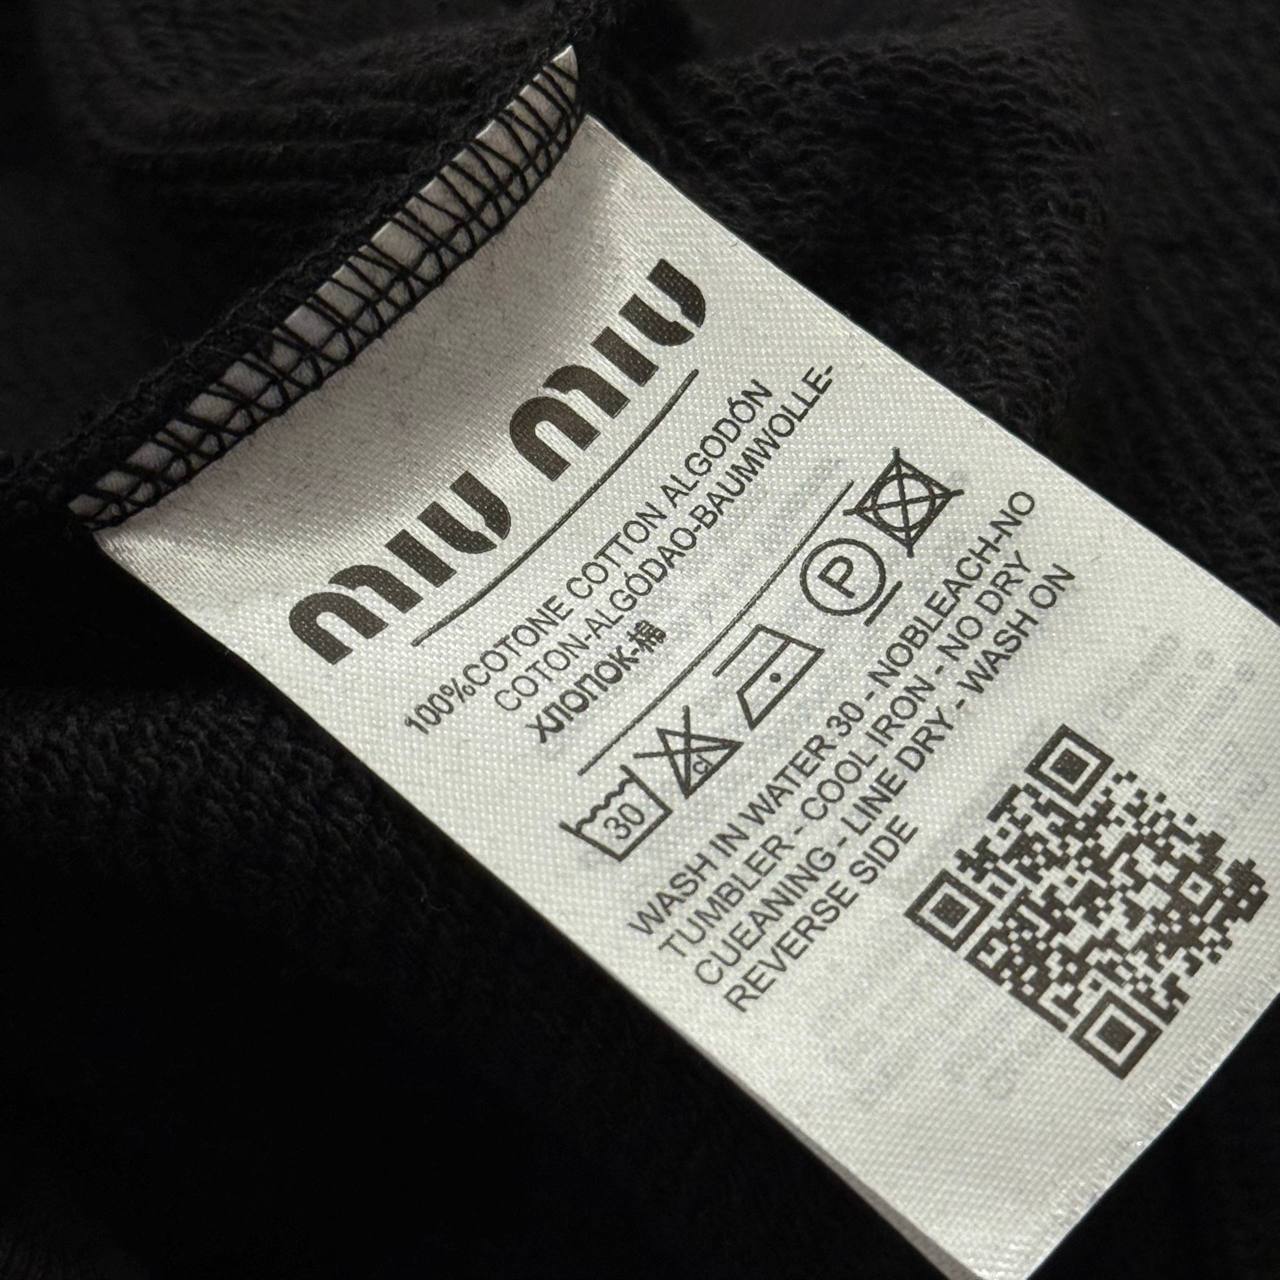 MIU MIU
100%COTONE COTTON ALGODÓN
COTON-ALGÓDAO-BAUMWOLLE-
ХЛОПОК-棉
30
cl
P
WASH IN WATER 30 - NOBLEACH-NO
TUMBLER - COOL IRON - NO DRY
CUEANING - LINE DRY - WASH ON
REVERSE SIDE